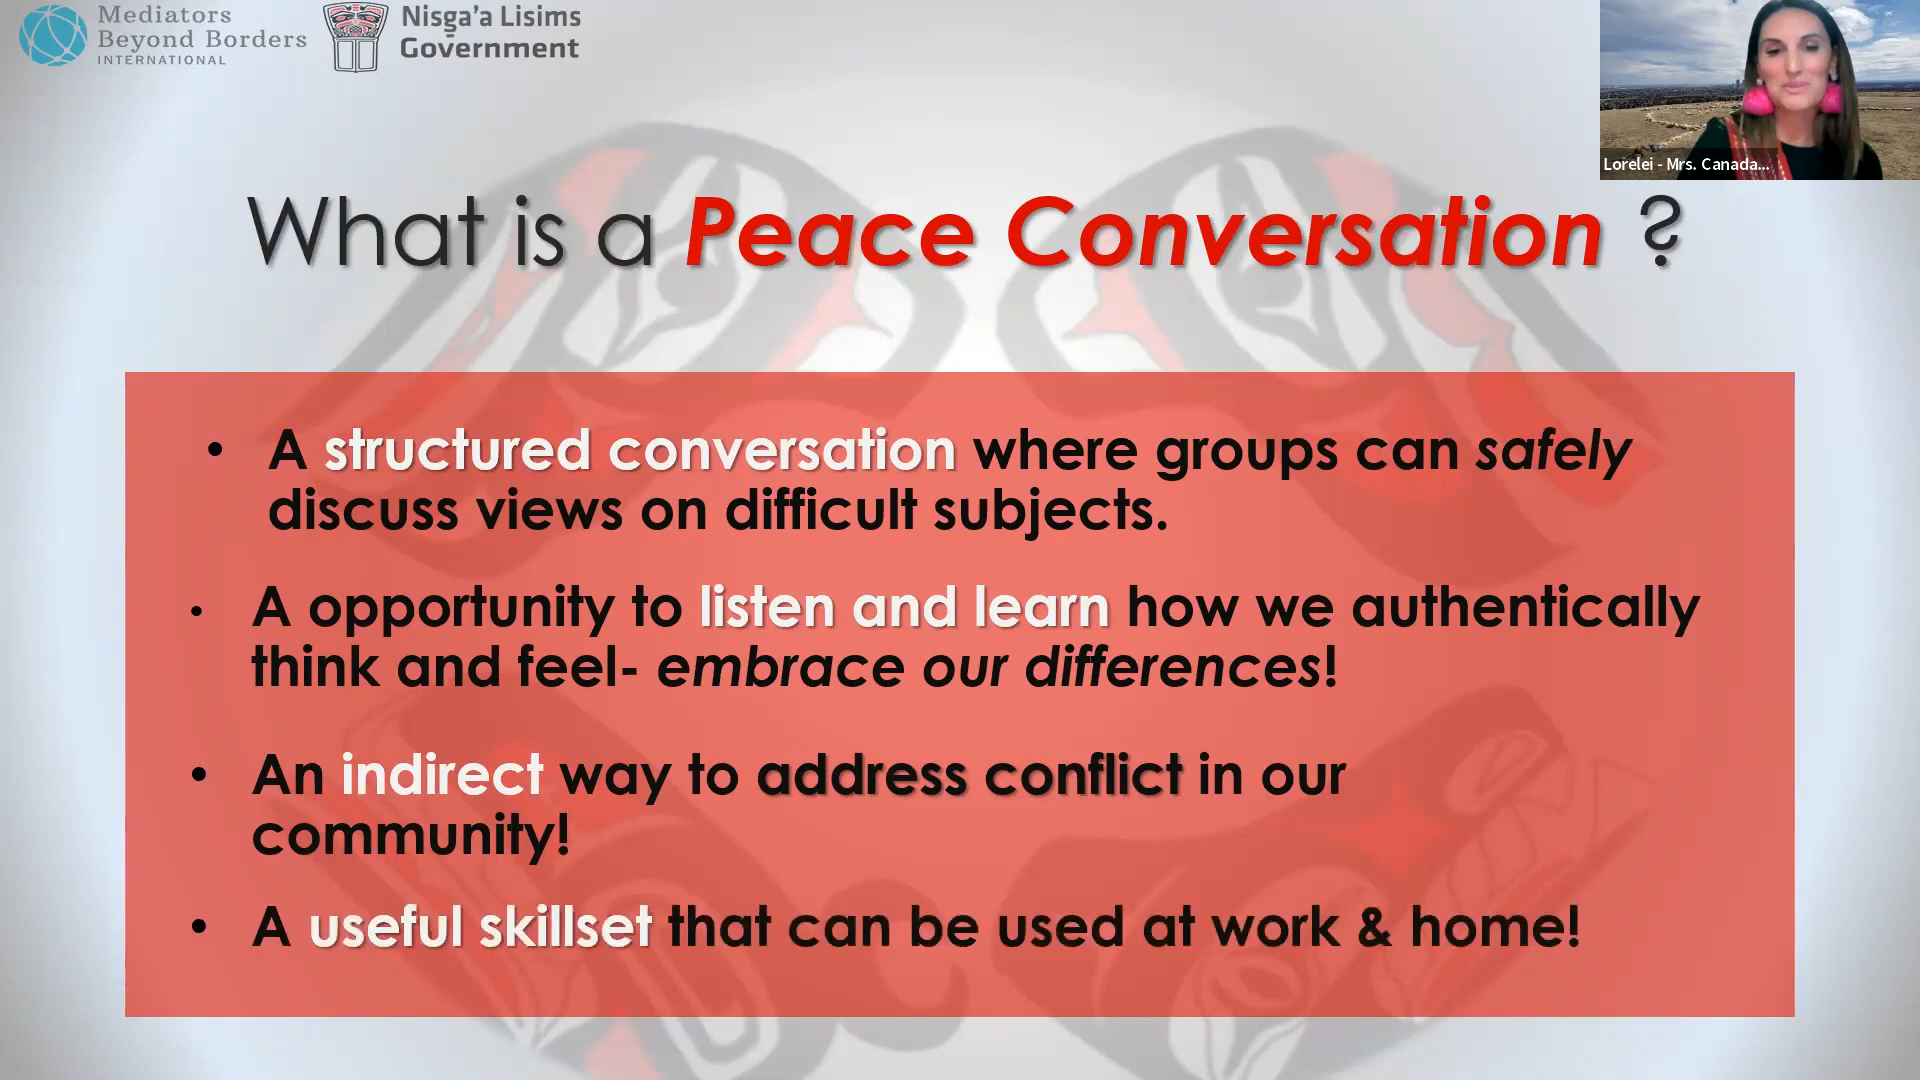 Mediators
Beyond Borders
INTERNATIONAL
Nisg̱a'a Lisims
Government
Lorelei - Mrs. Canada...
What is a Peace Conversation ?
• A structured conversation where groups can safely
discuss views on difficult subjects.
• A opportunity to listen and learn how we authentically
think and feel- embrace our differences!
• An indirect way to address conflict in our
community!
• A useful skillset that can be used at work & home!